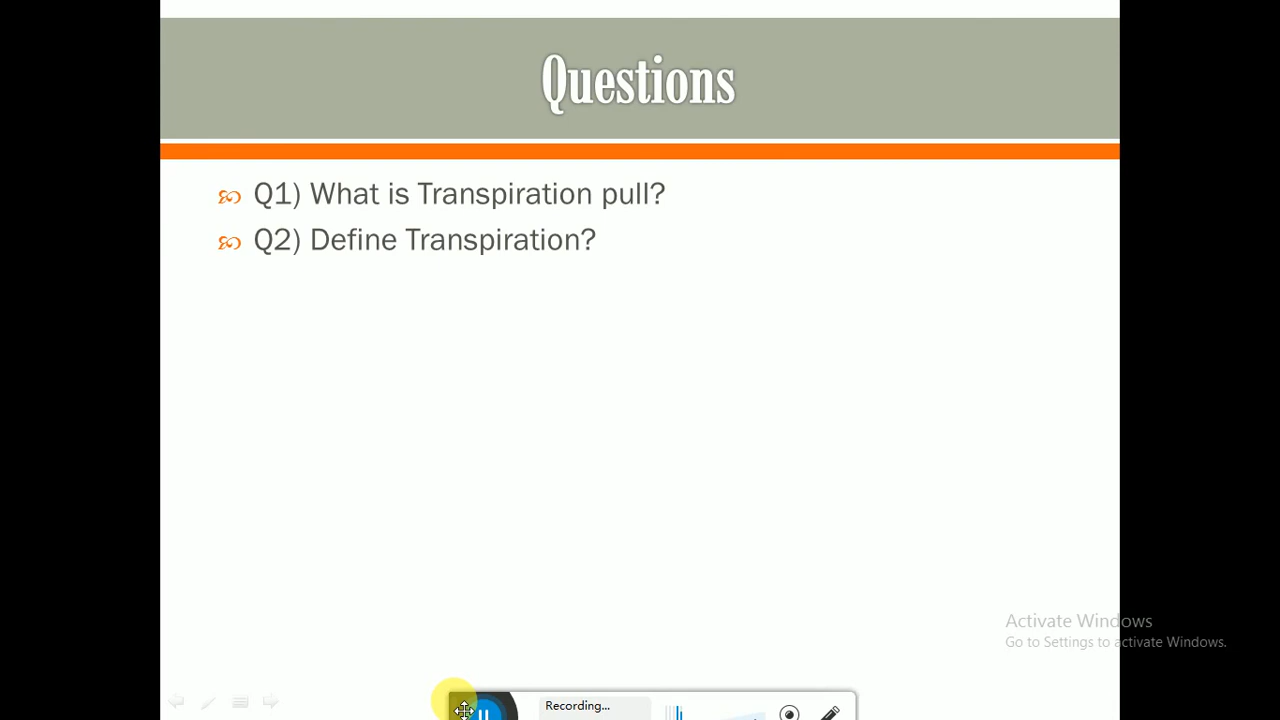 Questions
Q1) What is Transpiration pull?
Q2) Define Transpiration?
Activate Windows
Go to Settings to activate Windows.
Recording...